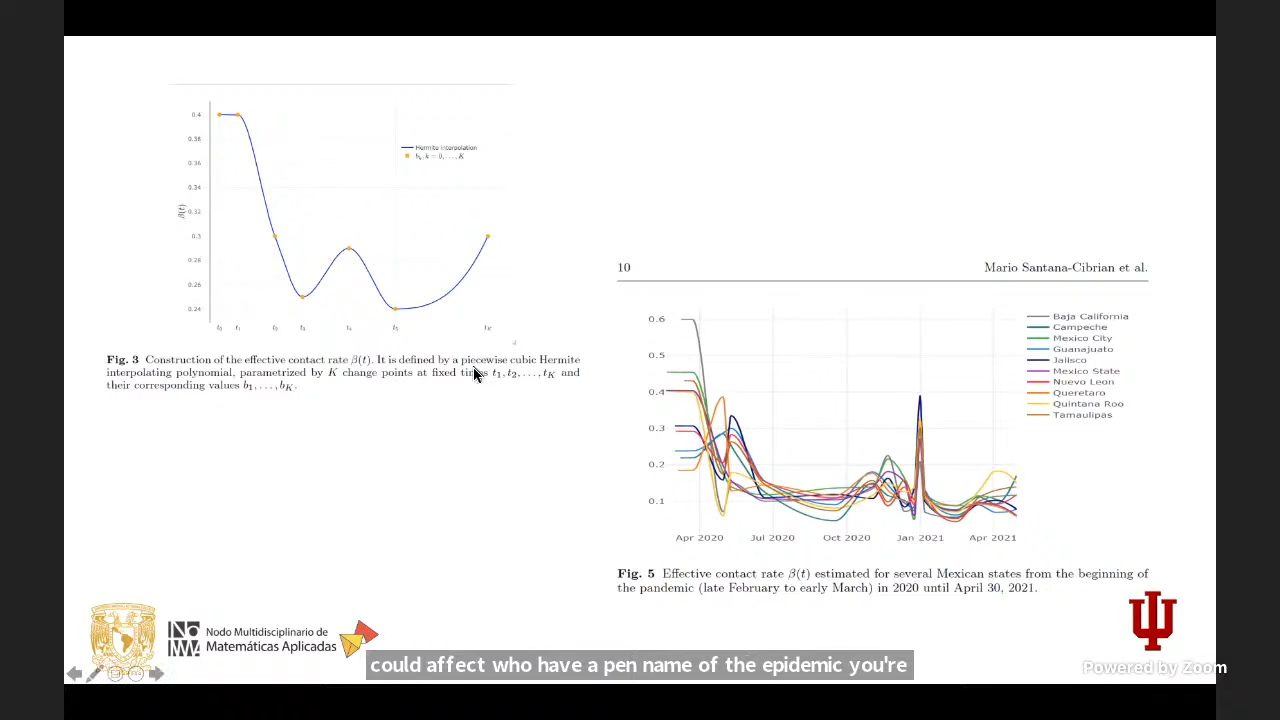 0.4
0.38
0.36
0.34
0.32
0.3
0.28
0.26
0.24
β(t)
Hermite Interpolation
b_k, k = 0, . . . , K
t_0 t_1 t_2 t_3 t_4 t_5 t_K
Fig. 3 Construction of the effective contact rate β(t). It is defined by a piecewise cubic Hermite
interpolating polynomial, parametrized by K change points at fixed times t_1, t_2, . . . , t_K and
their corresponding values b_1, . . . , b_K.
10 Mario Santana-Cibrian et al.
0.6
0.5
0.4
0.3
0.2
0.1
Apr 2020 Jul 2020 Oct 2020 Jan 2021 Apr 2021
Baja California
Campeche
Mexico City
Guanajuato
Jalisco
Mexico State
Nuevo Leon
Queretaro
Quintana Roo
Tamaulipas
Fig. 5 Effective contact rate β(t) estimated for several Mexican states from the beginning of
the pandemic (late February to early March) in 2020 until April 30, 2021.
Nodo Multidisciplinario de
Matemáticas Aplicadas
could affect who have a pen name of the epidemic you're
Powered by Zoom